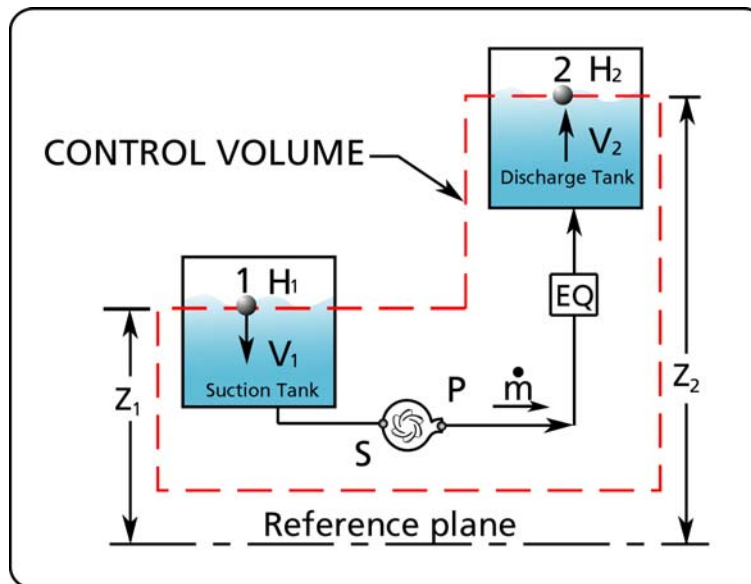 2 H₂
V₂
Discharge Tank
CONTROL VOLUME
1 H₁
V₁
Suction Tank
EQ
Z₁
Z₂
P
ṁ
S
Reference plane